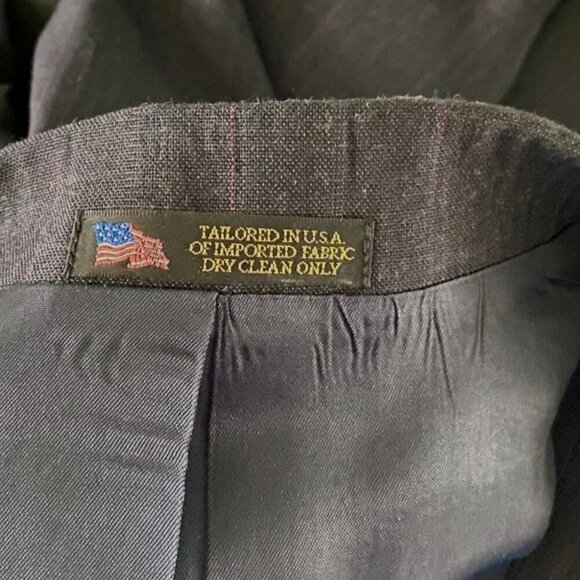 TAILORED IN U.S.A.
OF IMPORTED FABRIC
DRY CLEAN ONLY